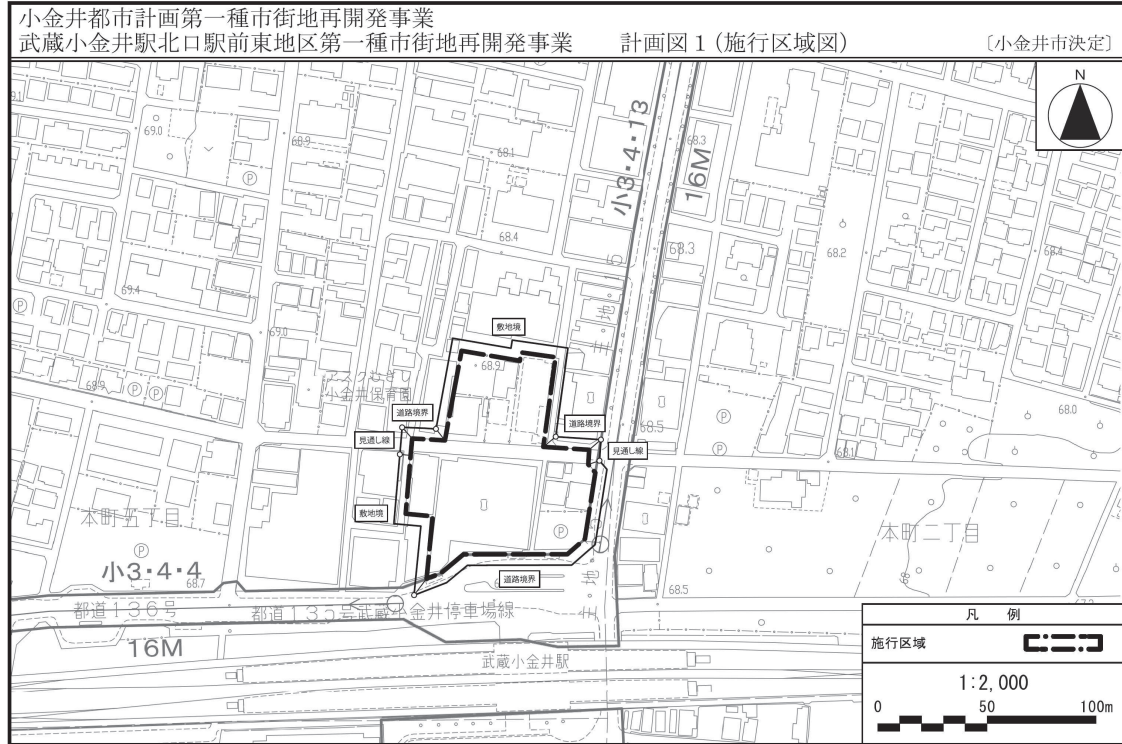 小金井都市計画第一種市街地再開発事業
武蔵小金井駅北口駅前東地区第一種市街地再開発事業 計画図1(施行区域図) 〔小金井市決定〕
N
69.0
68.9
68.1
小3・4・13
16M
68.3
68.4
68.3
68.2
68.4
69.4
69.0
敷地境
68.9
小金井保育園
68.9
道路境界
道路境界
68.5
68.0
見通し線
見通し線
68.1
敷地境
本町五丁目
本町二丁目
小3・4・4
68.7
道路境界
68.5
都道136号
都道135号武蔵小金井停車場線
16M
武蔵小金井駅
凡例
施行区域
1:2,000
0 50 100m